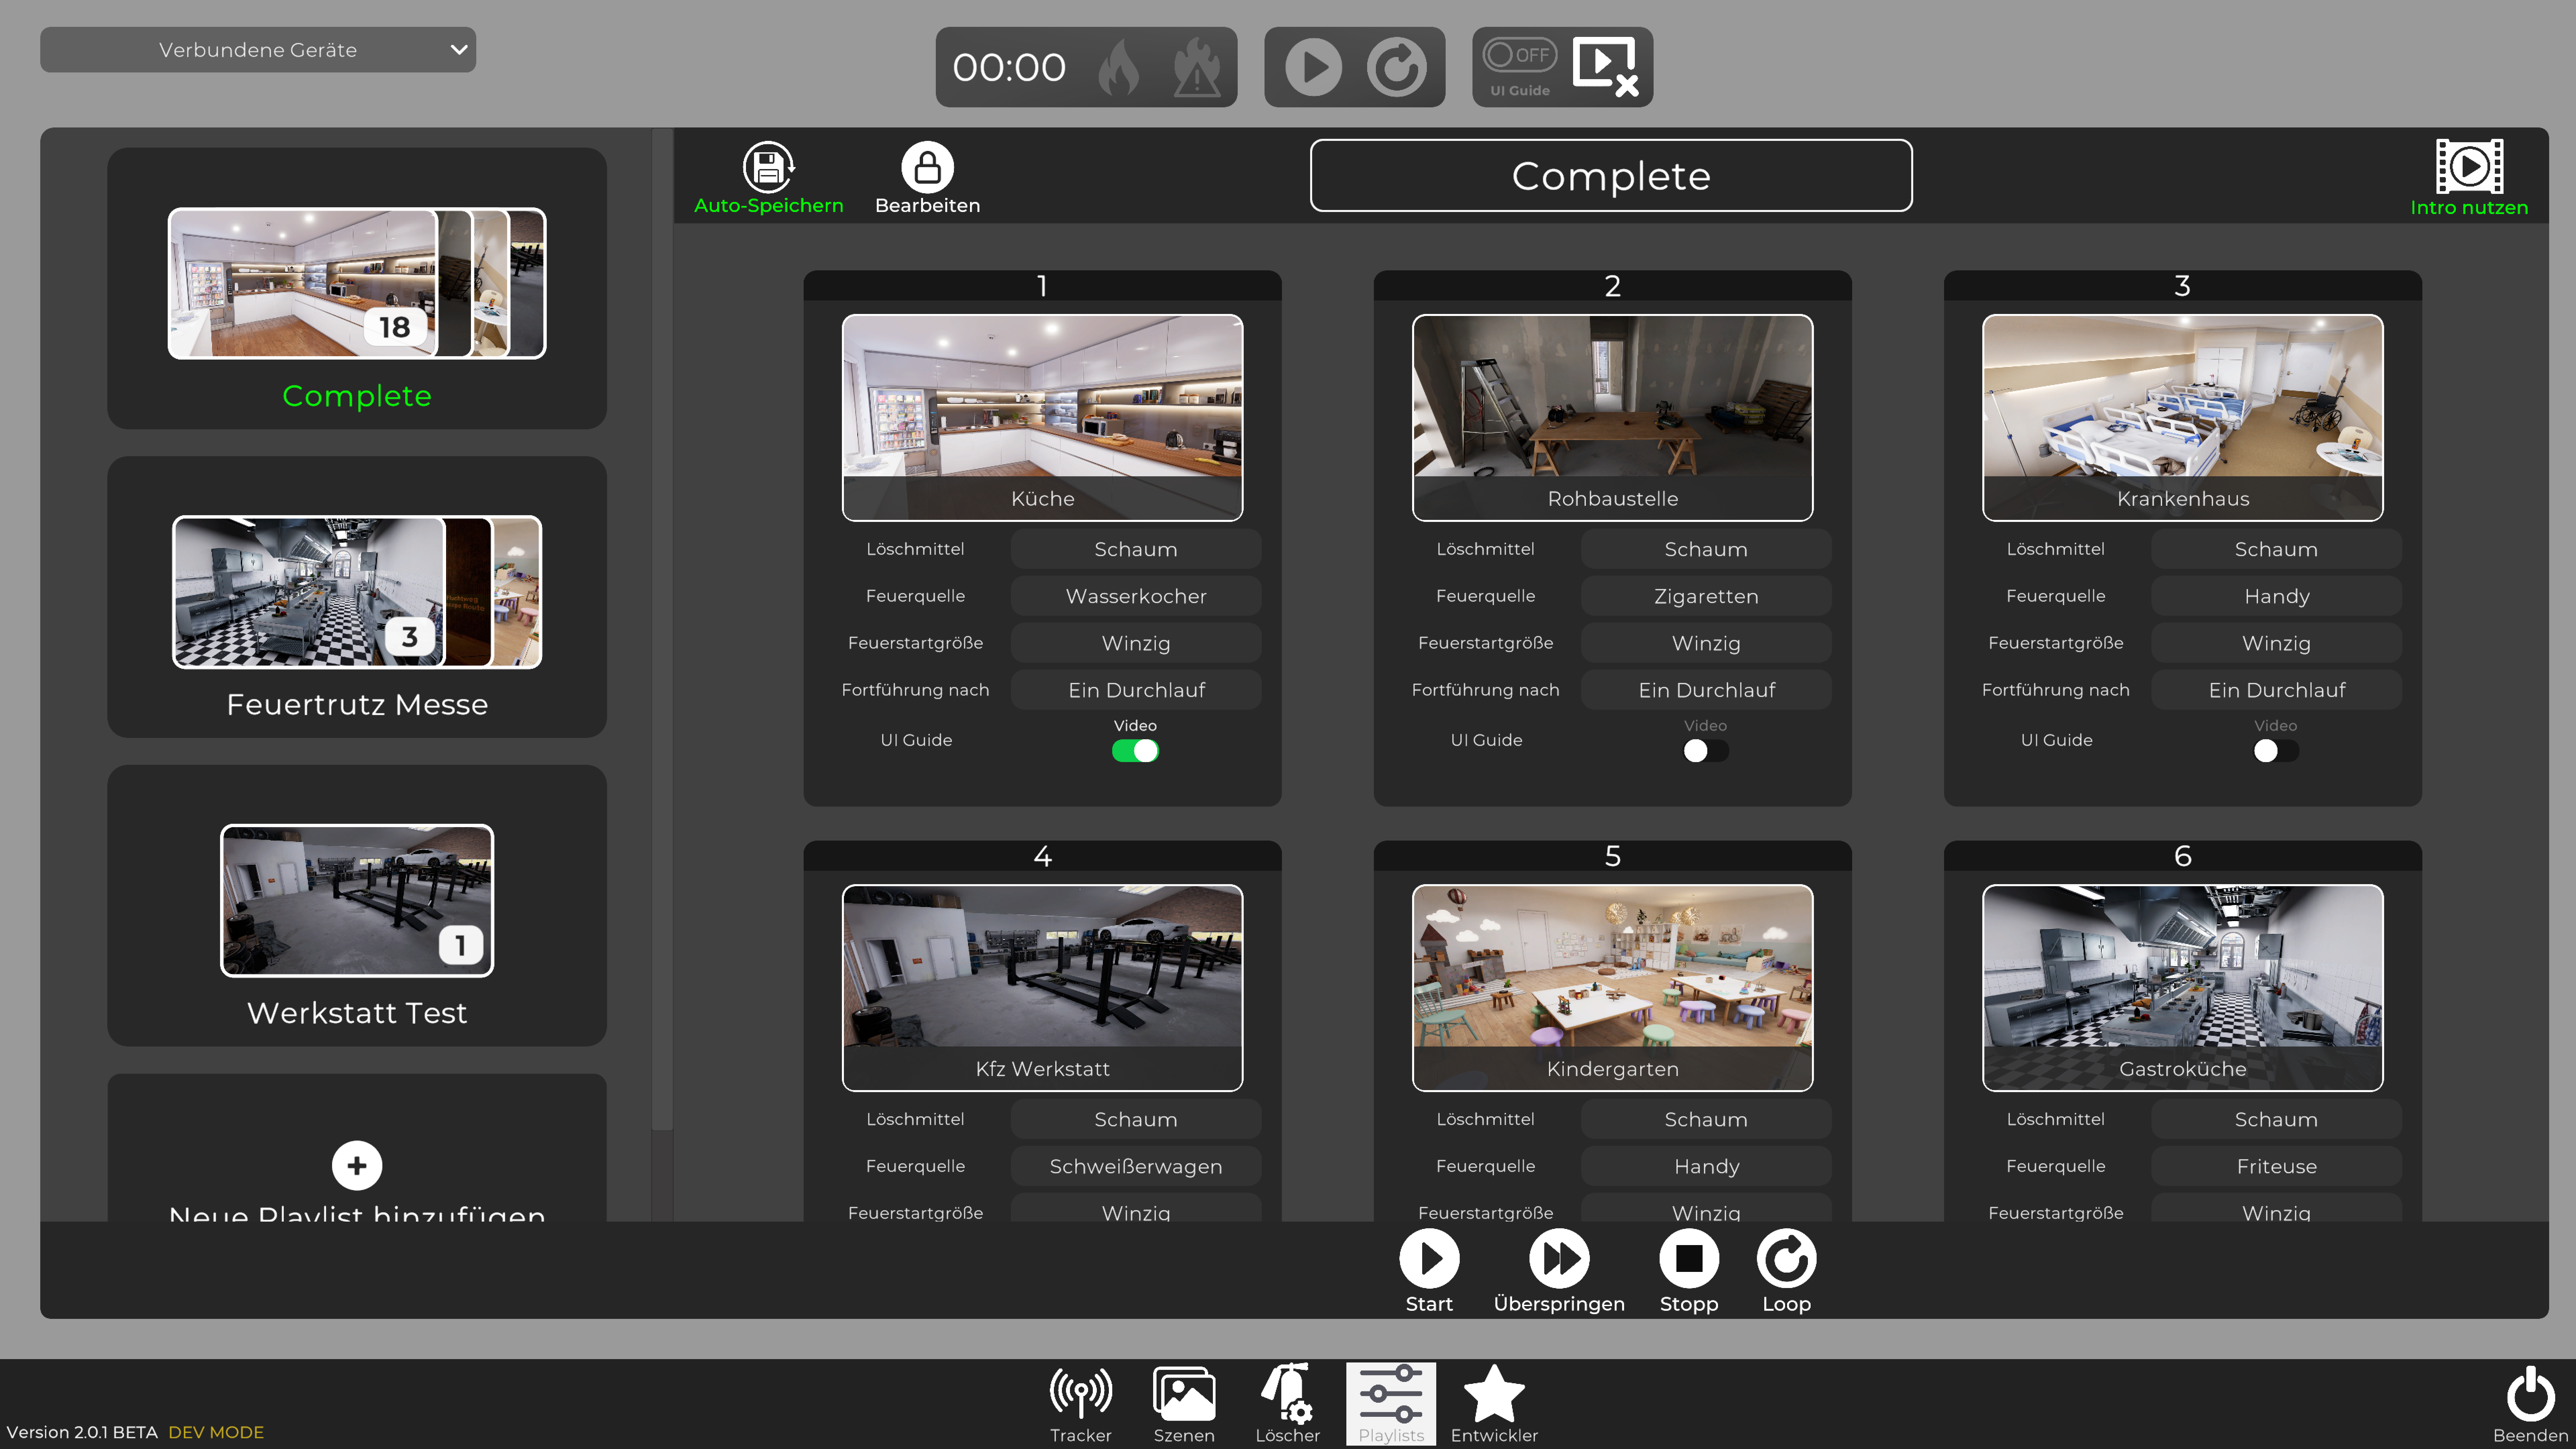 Verbundene Geräte
00:00
OFF
UI Guide
Auto-Speichern
Bearbeiten
Complete
Intro nutzen
18
Complete
3
Feuertrutz Messe
1
Werkstatt Test
Neue Playlist hinzufügen
1
Küche
Löschmittel Schaum
Feuerquelle Wasserkocher
Feuerstartgröße Winzig
Fortführung nach Ein Durchlauf
Video
UI Guide
2
Rohbaustelle
Löschmittel Schaum
Feuerquelle Zigaretten
Feuerstartgröße Winzig
Fortführung nach Ein Durchlauf
Video
UI Guide
3
Krankenhaus
Löschmittel Schaum
Feuerquelle Handy
Feuerstartgröße Winzig
Fortführung nach Ein Durchlauf
Video
UI Guide
4
Kfz Werkstatt
Löschmittel Schaum
Feuerquelle Schweißerwagen
Feuerstartgröße Winzig
5
Kindergarten
Löschmittel Schaum
Feuerquelle Handy
Feuerstartgröße Winzig
6
Gastroküche
Löschmittel Schaum
Feuerquelle Friteuse
Feuerstartgröße Winzig
Start
Überspringen
Stopp
Loop
Version 2.0.1 BETA DEV MODE
Tracker
Szenen
Löscher
Playlists
Entwickler
Beenden